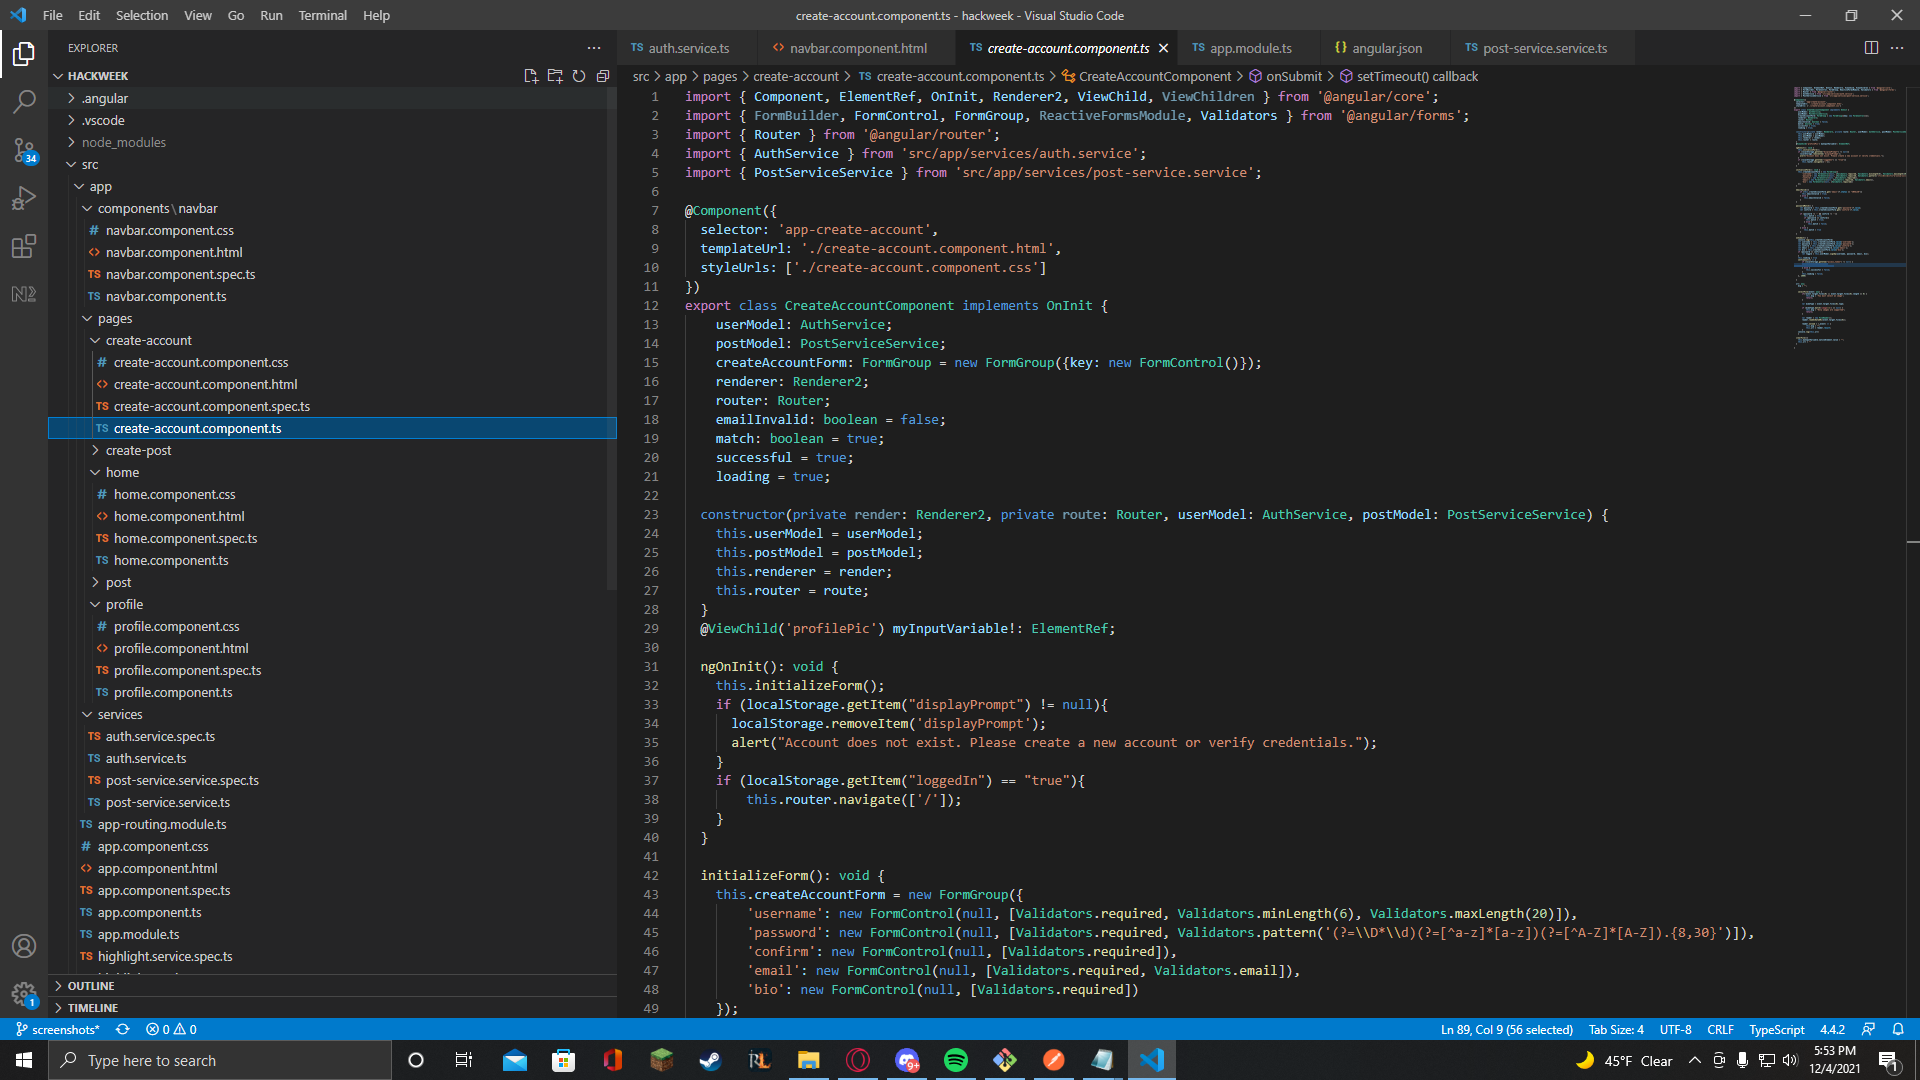 File Edit Selection View Go Run Terminal Help
create-account.component.ts - hackweek - Visual Studio Code
EXPLORER
HACKWEEK
.angular
.vscode
node_modules
src
app
components\navbar
# navbar.component.css
<> navbar.component.html
TS navbar.component.spec.ts
TS navbar.component.ts
pages
create-account
# create-account.component.css
<> create-account.component.html
TS create-account.component.spec.ts
TS create-account.component.ts
create-post
home
# home.component.css
<> home.component.html
TS home.component.spec.ts
TS home.component.ts
post
profile
# profile.component.css
<> profile.component.html
TS profile.component.spec.ts
TS profile.component.ts
services
TS auth.service.spec.ts
TS auth.service.ts
TS post-service.service.spec.ts
TS post-service.service.ts
TS app-routing.module.ts
# app.component.css
<> app.component.html
TS app.component.spec.ts
TS app.component.ts
TS app.module.ts
TS highlight.service.spec.ts
OUTLINE
TIMELINE
34
1
TS auth.service.ts <> navbar.component.html TS create-account.component.ts TS app.module.ts {} angular.json TS post-service.service.ts
src > app > pages > create-account > TS create-account.component.ts > CreateAccountComponent > onSubmit > setTimeout() callback
1 import { Component, ElementRef, OnInit, Renderer2, ViewChild, ViewChildren } from '@angular/core';
2 import { FormBuilder, FormControl, FormGroup, ReactiveFormsModule, Validators } from '@angular/forms';
3 import { Router } from '@angular/router';
4 import { AuthService } from 'src/app/services/auth.service';
5 import { PostServiceService } from 'src/app/services/post-service.service';
6
7 @Component({
8 selector: 'app-create-account',
9 templateUrl: './create-account.component.html',
10 styleUrls: ['./create-account.component.css']
11 })
12 export class CreateAccountComponent implements OnInit {
13 userModel: AuthService;
14 postModel: PostServiceService;
15 createAccountForm: FormGroup = new FormGroup({key: new FormControl()});
16 renderer: Renderer2;
17 router: Router;
18 emailInvalid: boolean = false;
19 match: boolean = true;
20 successful = true;
21 loading = true;
22
23 constructor(private render: Renderer2, private route: Router, userModel: AuthService, postModel: PostServiceService) {
24 this.userModel = userModel;
25 this.postModel = postModel;
26 this.renderer = render;
27 this.router = route;
28 }
29 @ViewChild('profilePic') myInputVariable!: ElementRef;
30
31 ngOnInit(): void {
32 this.initializeForm();
33 if (localStorage.getItem("displayPrompt") != null){
34 localStorage.removeItem('displayPrompt');
35 alert("Account does not exist. Please create a new account or verify credentials.");
36 }
37 if (localStorage.getItem("loggedIn") == "true"){
38 this.router.navigate(['/']);
39 }
40 }
41
42 initializeForm(): void {
43 this.createAccountForm = new FormGroup({
44 'username': new FormControl(null, [Validators.required, Validators.minLength(6), Validators.maxLength(20)]),
45 'password': new FormControl(null, [Validators.required, Validators.pattern('(?=\\D*\\d)(?=[^a-z]*[a-z])(?=[^A-Z]*[A-Z]).{8,30}')]),
46 'confirm': new FormControl(null, [Validators.required]),
47 'email': new FormControl(null, [Validators.required, Validators.email]),
48 'bio': new FormControl(null, [Validators.required])
49 });
screenshots* 0 0
Ln 89, Col 9 (56 selected) Tab Size: 4 UTF-8 CRLF TypeScript 4.4.2
Type here to search
RL
9+
45°F Clear
5:53 PM
12/4/2021
1